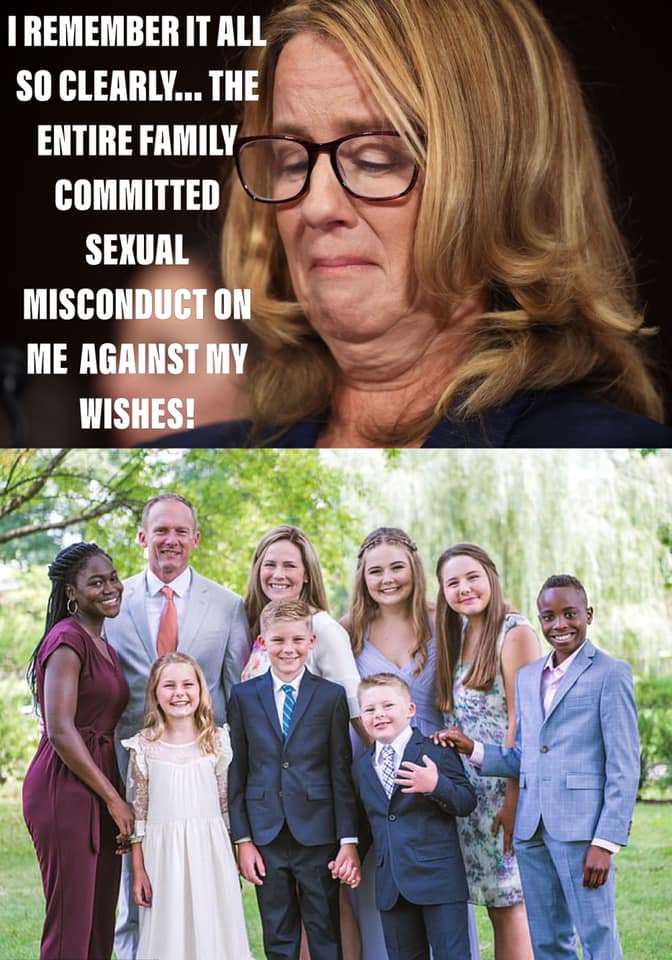 I REMEMBER IT ALL
SO CLEARLY... THE
ENTIRE FAMILY
COMMITTED
SEXUAL
MISCONDUCT ON
ME AGAINST MY
WISHES!